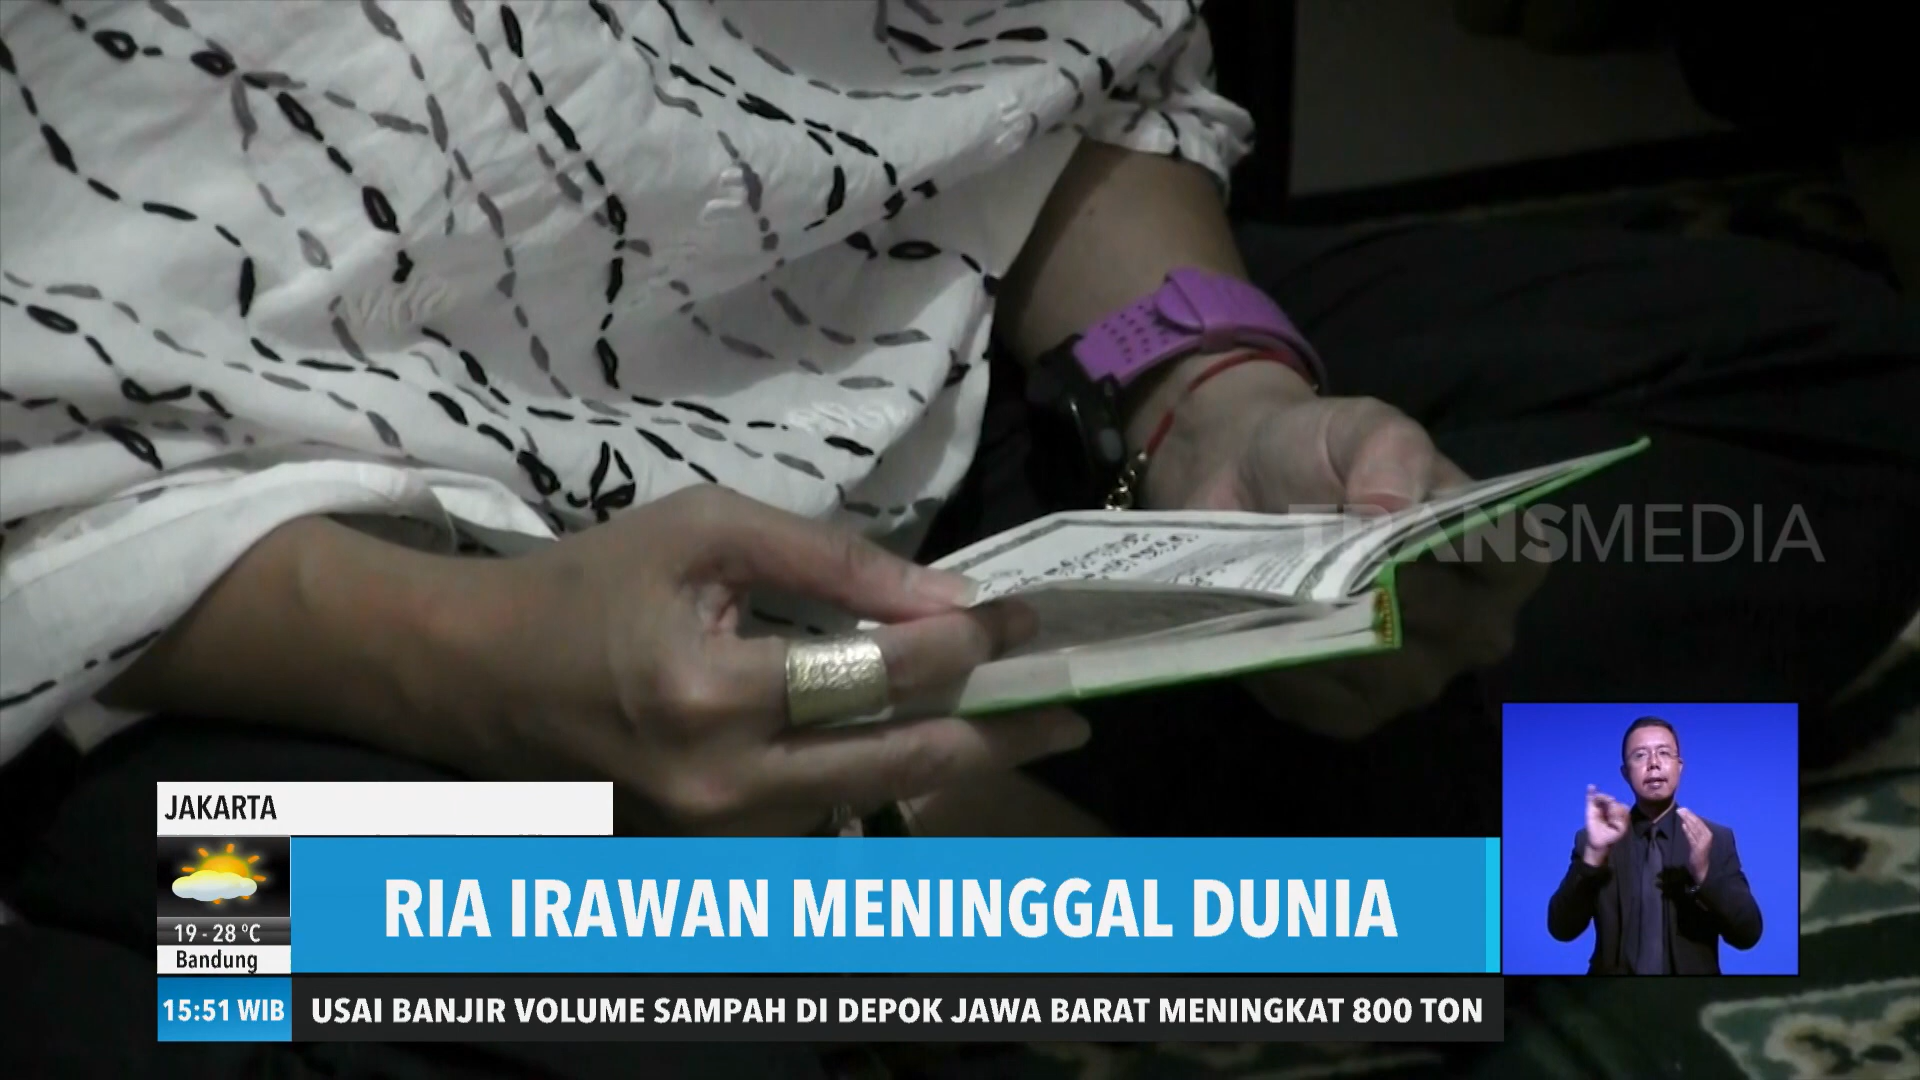 TRANSMEDIA
JAKARTA
RIA IRAWAN MENINGGAL DUNIA
19 - 28 °C
Bandung
15:51 WIB
USAI BANJIR VOLUME SAMPAH DI DEPOK JAWA BARAT MENINGKAT 800 TON